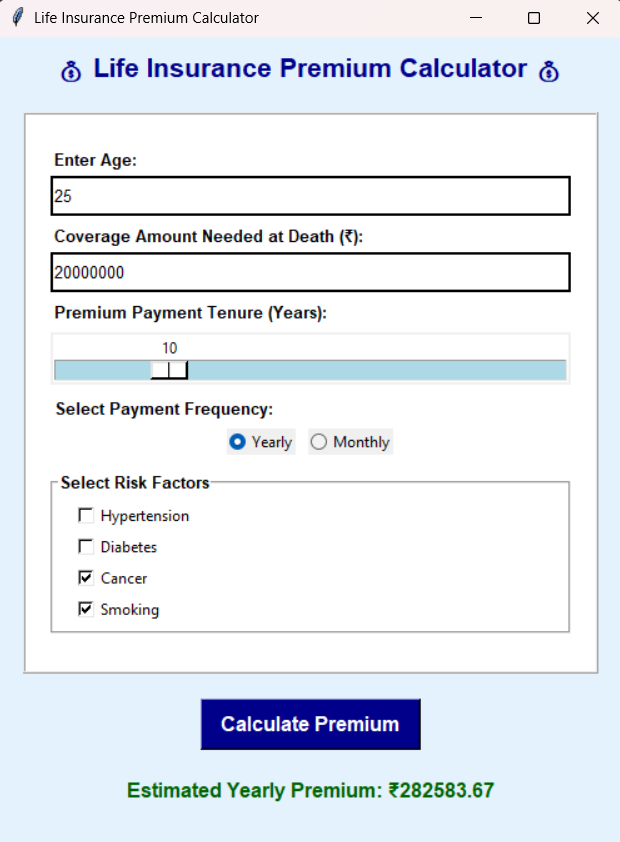 Life Insurance Premium Calculator
💰 Life Insurance Premium Calculator 💰
Enter Age:
25
Coverage Amount Needed at Death (₹):
20000000
Premium Payment Tenure (Years):
10
Select Payment Frequency:
Yearly Monthly
Select Risk Factors
Hypertension
Diabetes
Cancer
Smoking
Calculate Premium
Estimated Yearly Premium: ₹282583.67